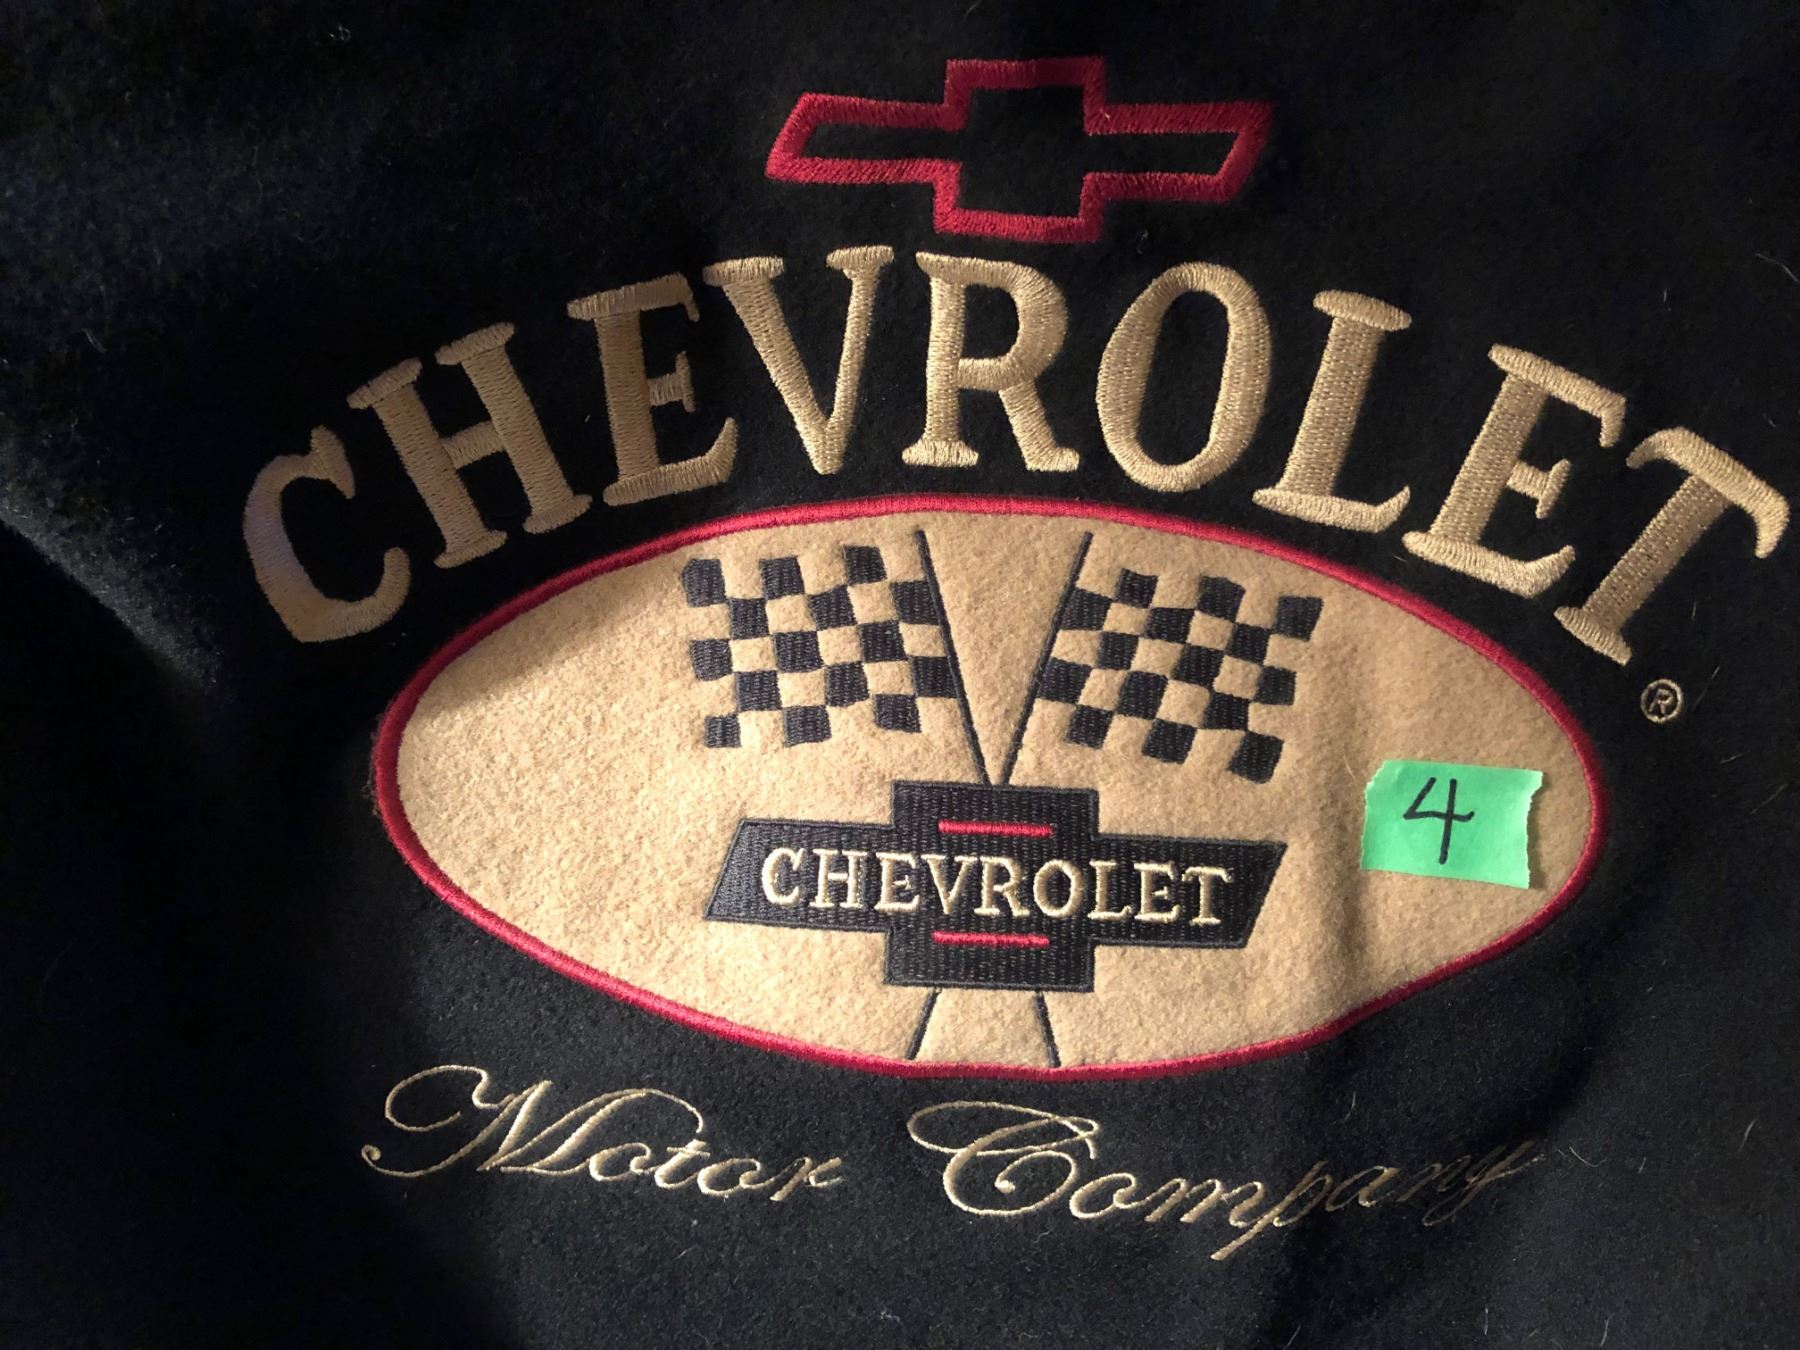 CHEVROLET
®
4
CHEVROLET
Motor Company